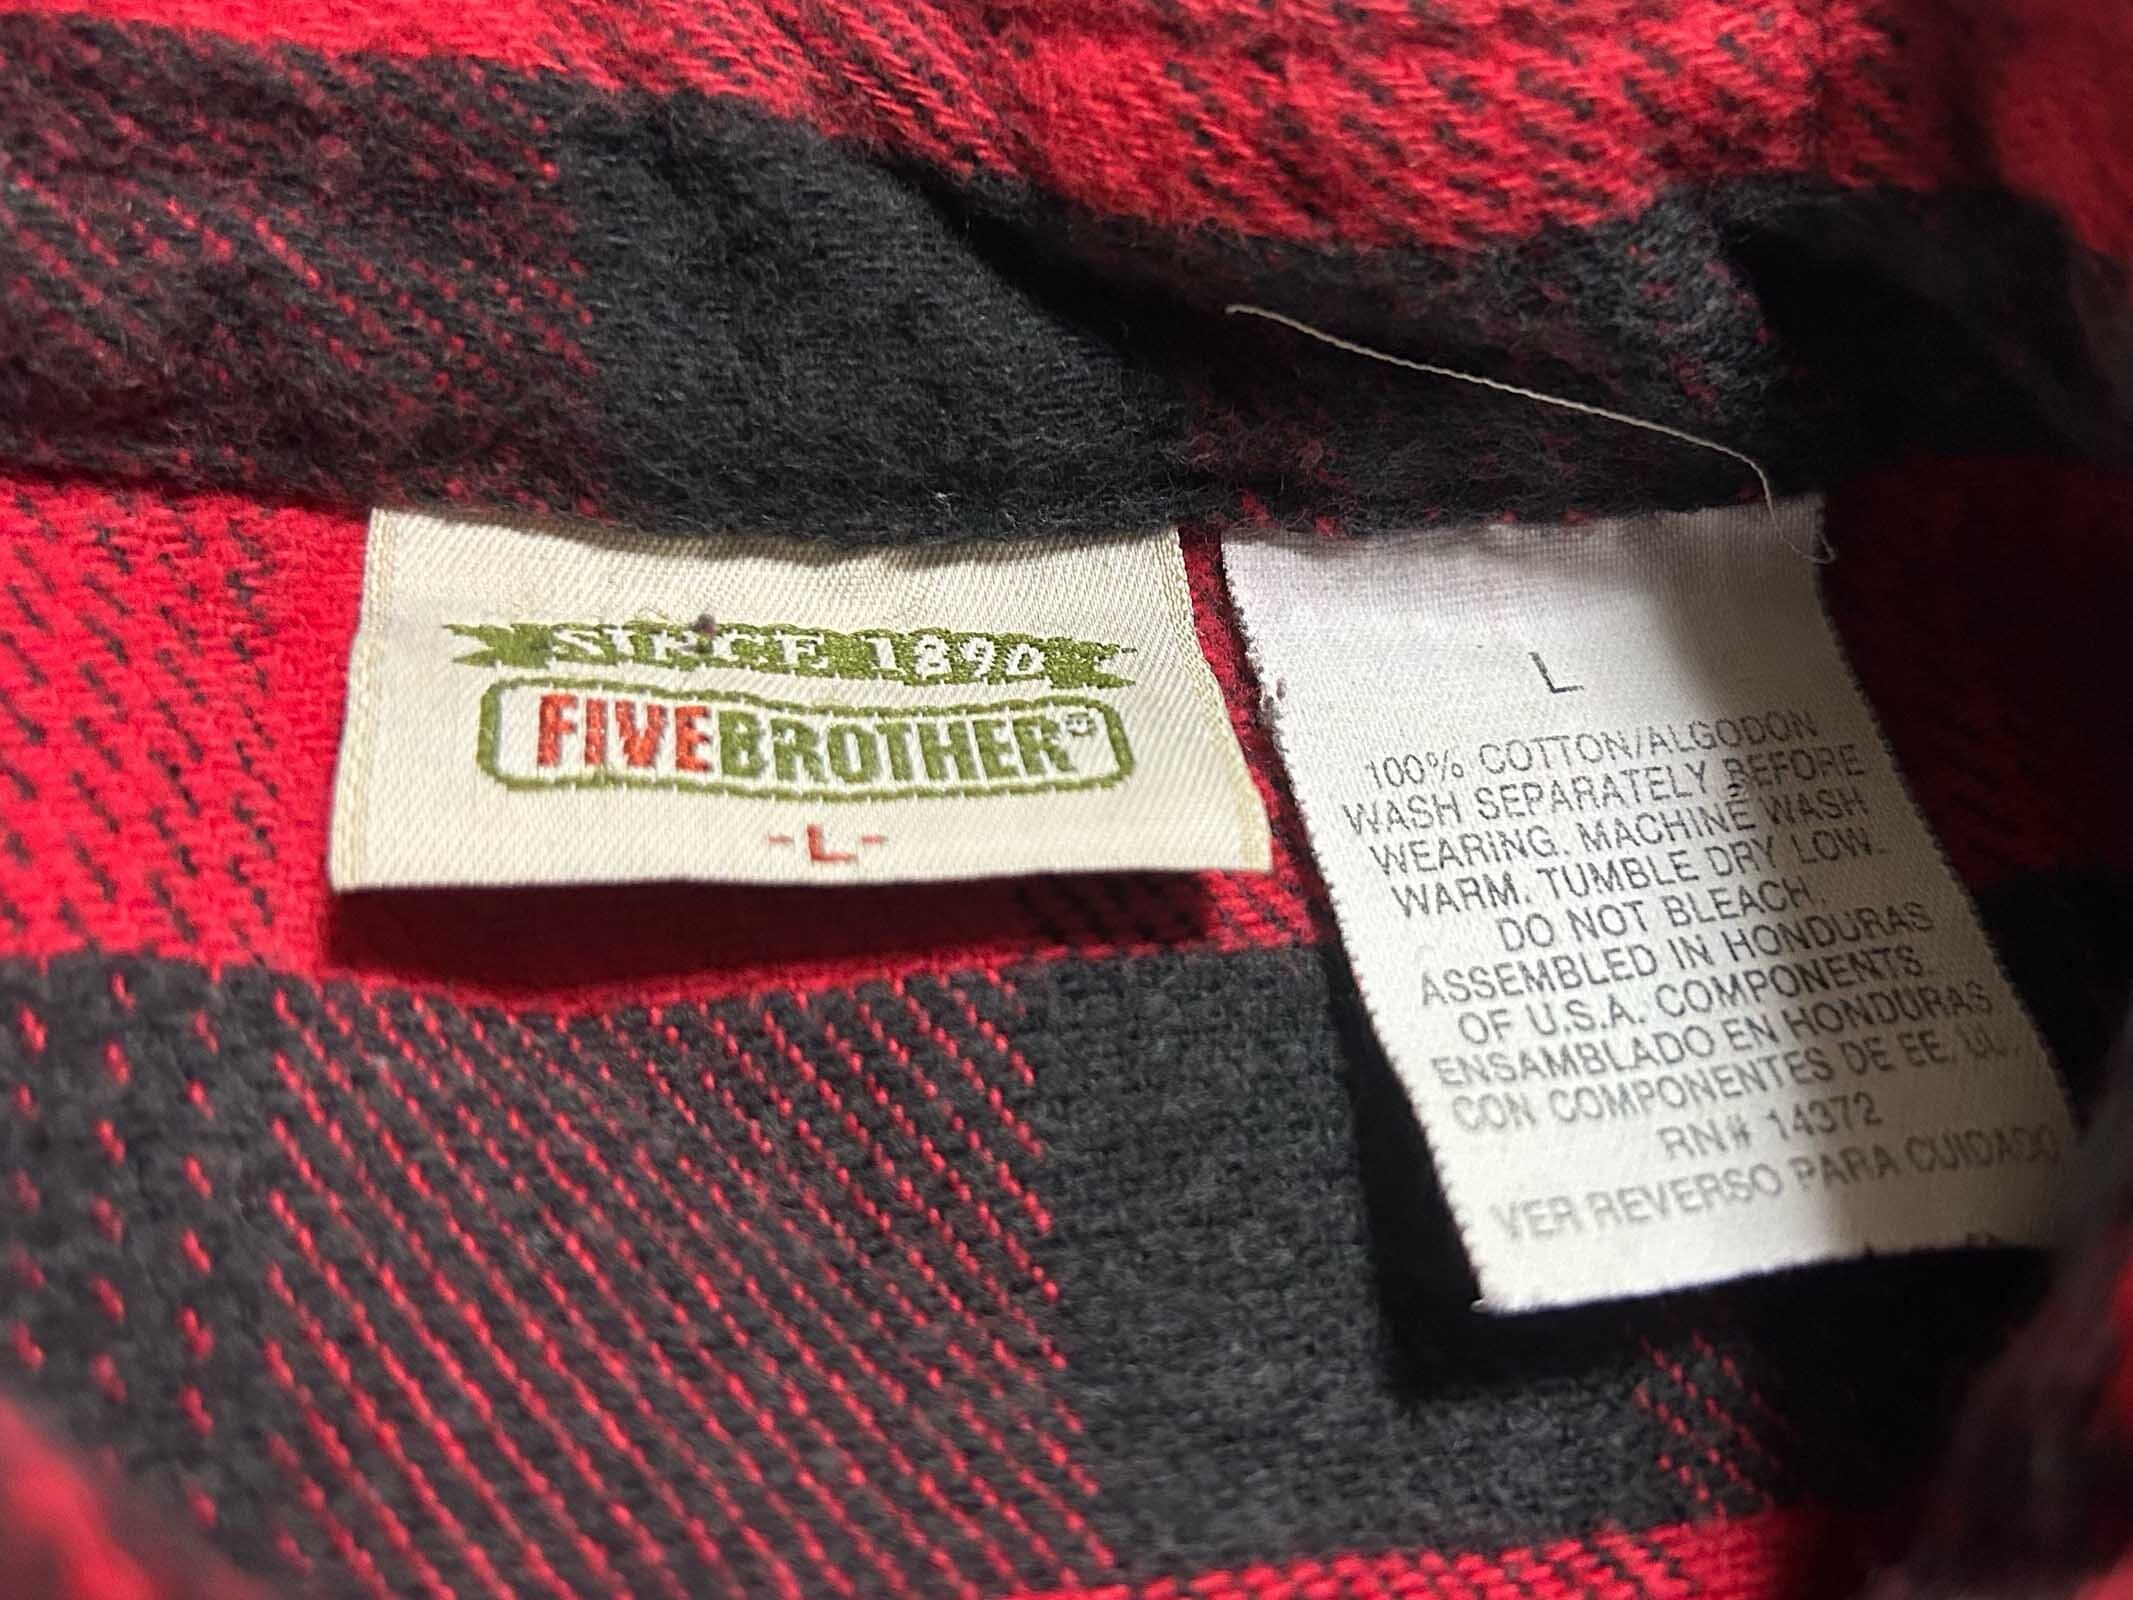 SINCE 1890
FIVEBROTHER®
-L-
L
100% COTTON/ALGODON
WASH SEPARATELY BEFORE
WEARING. MACHINE WASH
WARM. TUMBLE DRY LOW.
DO NOT BLEACH.
ASSEMBLED IN HONDURAS
OF U.S.A. COMPONENTS.
ENSAMBLADO EN HONDURAS
CON COMPONENTES DE EE. UU.
RN# 14372
VER REVERSO PARA CUIDADO